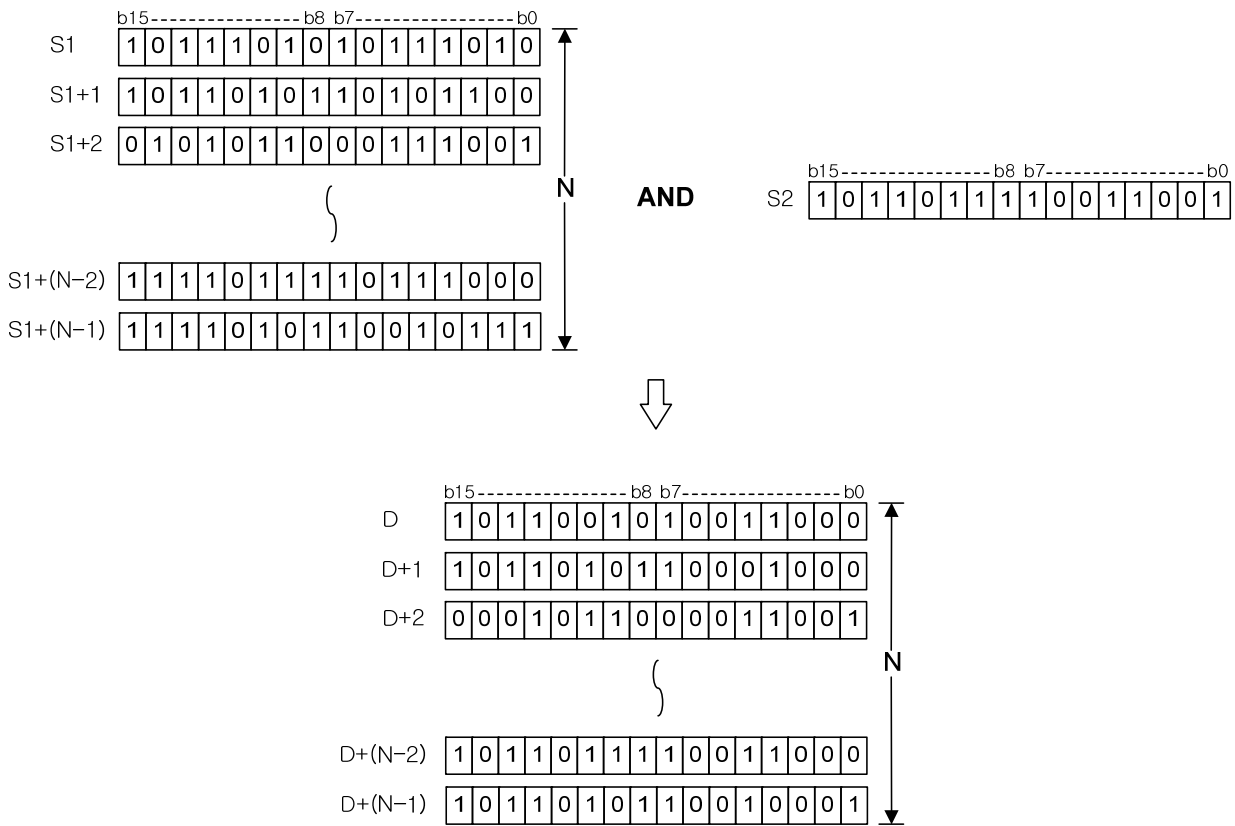 b15 b8 b7 b0
S1 1 0 1 1 1 0 1 0 1 0 1 1 1 0 1 0
S1+1 1 0 1 1 0 1 0 1 1 0 1 0 1 1 0 0
S1+2 0 1 0 1 0 1 1 0 0 0 1 1 1 0 0 1
S1+(N-2) 1 1 1 1 0 1 1 1 1 0 1 1 1 0 0 0
S1+(N-1) 1 1 1 1 0 1 0 1 1 0 0 1 0 1 1 1
N
AND
b15 b8 b7 b0
S2 1 0 1 1 0 1 1 1 1 0 0 1 1 0 0 1
b15 b8 b7 b0
D 1 0 1 1 0 0 1 0 1 0 0 1 1 0 0 0
D+1 1 0 1 1 0 1 0 1 1 0 0 0 1 0 0 0
D+2 0 0 0 1 0 1 1 0 0 0 0 1 1 0 0 1
D+(N-2) 1 0 1 1 0 1 1 1 1 0 0 1 1 0 0 0
D+(N-1) 1 0 1 1 0 1 0 1 1 0 0 1 0 0 0 1
N